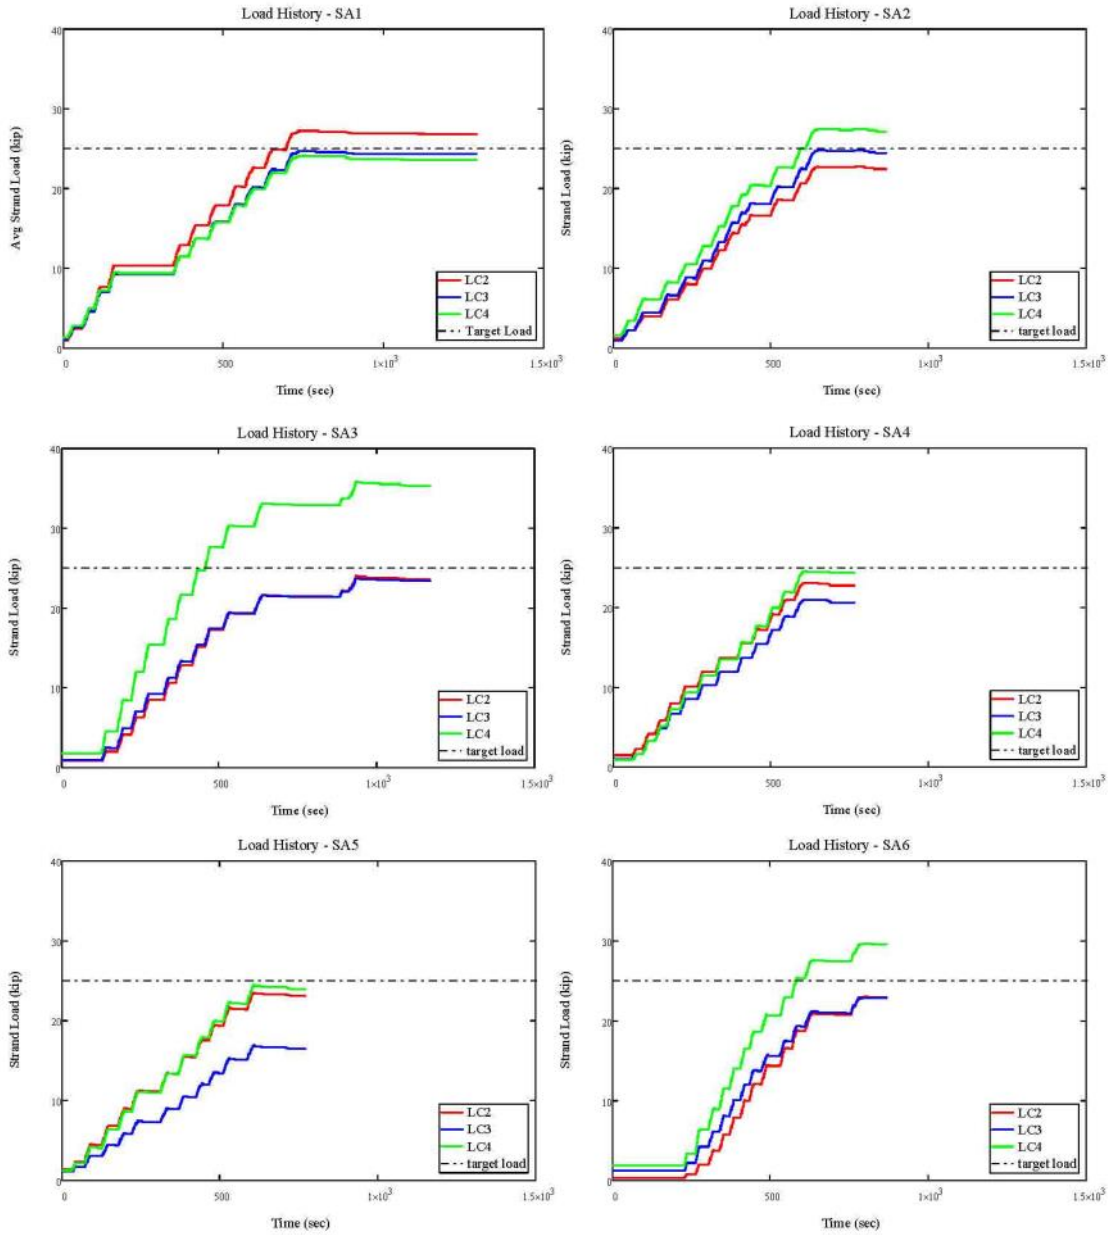 Load History - SA1
Avg Strand Load (kip)
40
30
20
10
0
LC2
LC3
LC4
Target Load
0
500
1×10³
1.5×10³
Time (sec)
Load History - SA2
Strand Load (kip)
40
30
20
10
0
LC2
LC3
LC4
target load
0
500
1×10³
1.5×10³
Time (sec)
Load History - SA3
Strand Load (kip)
40
30
20
10
0
LC2
LC3
LC4
target load
0
500
1×10³
1.5×10³
Time (sec)
Load History - SA4
Strand Load (kip)
40
30
20
10
0
LC2
LC3
LC4
target load
0
500
1×10³
1.5×10³
Time (sec)
Load History - SA5
Strand Load (kip)
40
30
20
10
0
LC2
LC3
LC4
target load
0
500
1×10³
1.5×10³
Time (sec)
Load History - SA6
Strand Load (kip)
40
30
20
10
0
LC2
LC3
LC4
target load
0
500
1×10³
1.5×10³
Time (sec)